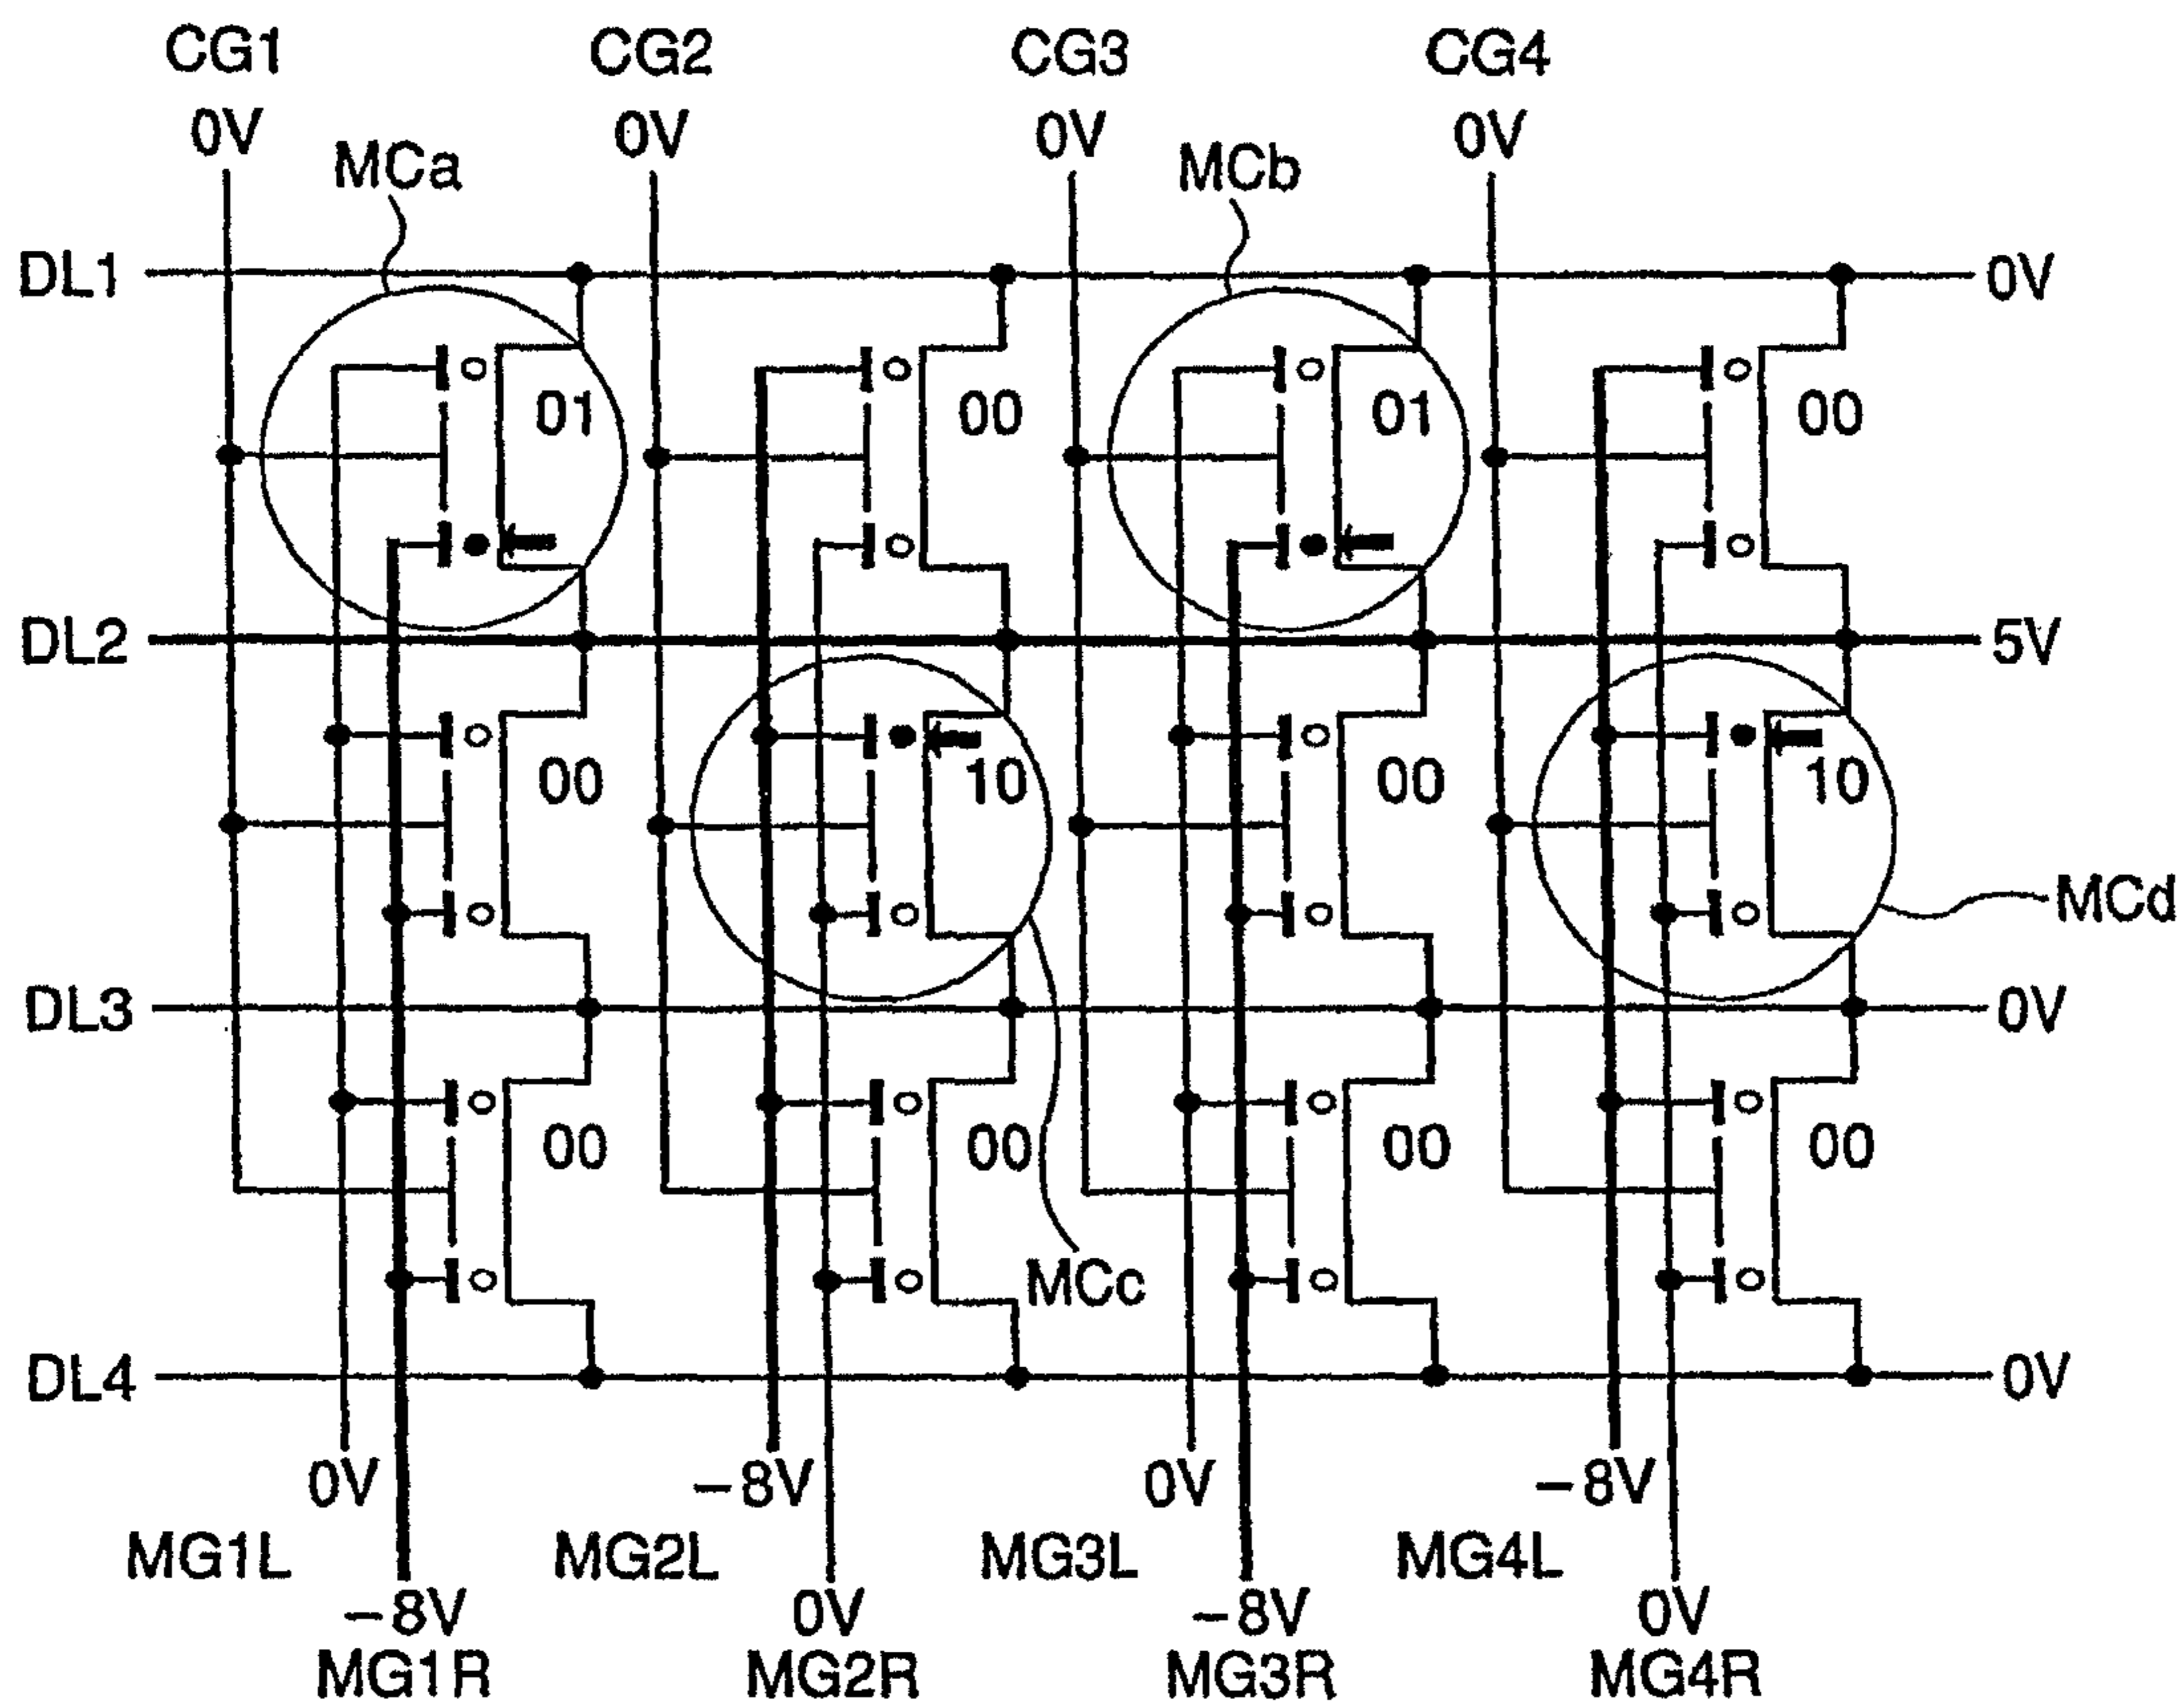 CG1 CG2 CG3 CG4
0V 0V 0V 0V
MCa MCb
DL1 0V
01 00 01 00
DL2 5V
00 10 00 10
MCd
DL3 0V
00 00 00 00
MCc
DL4 0V
0V −8V 0V −8V
MG1L MG2L MG3L MG4L
−8V 0V −8V 0V
MG1R MG2R MG3R MG4R